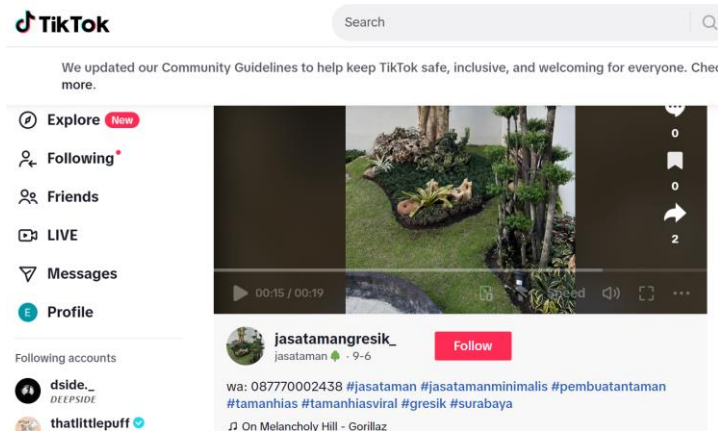 TikTok
Search
We updated our Community Guidelines to help keep TikTok safe, inclusive, and welcoming for everyone. Chec
more.
Explore New
Following
Friends
LIVE
Messages
E Profile
Following accounts
dside._
DEEPSIDE
thatlittlepuff
0
0
2
00:15 / 00:19
Speed
jasatamangresik_
jasataman · 9-6
Follow
wa: 087770002438 #jasataman #jasatamanminimalis #pembuatantaman
#tamanhias #tamanhiasviral #gresik #surabaya
On Melancholy Hill - Gorillaz